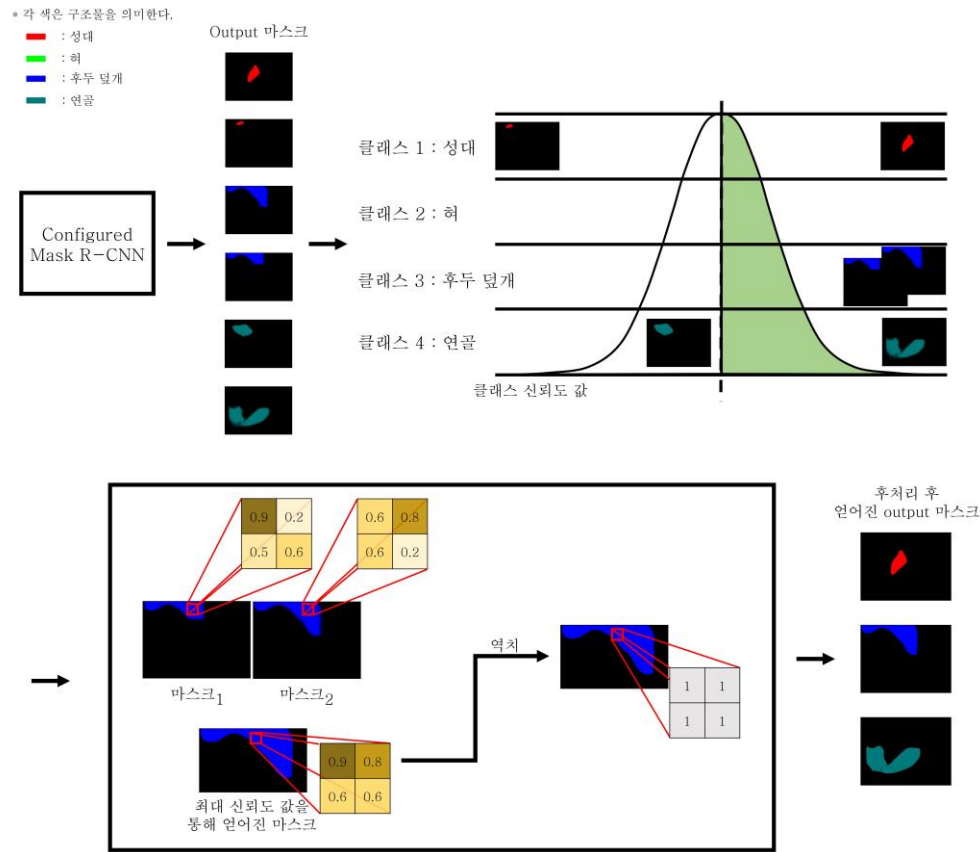 * 각 색은 구조물을 의미한다.
: 성대
: 혀
: 후두 덮개
: 연골
Output 마스크
Configured
Mask R-CNN
클래스 1 : 성대
클래스 2 : 혀
클래스 3 : 후두 덮개
클래스 4 : 연골
클래스 신뢰도 값
0.9 0.2
0.5 0.6
0.6 0.8
0.6 0.2
마스크1
마스크2
최대 신뢰도 값을
통해 얻어진 마스크
0.9 0.8
0.6 0.6
역치
1 1
1 1
후처리 후
얻어진 output 마스크